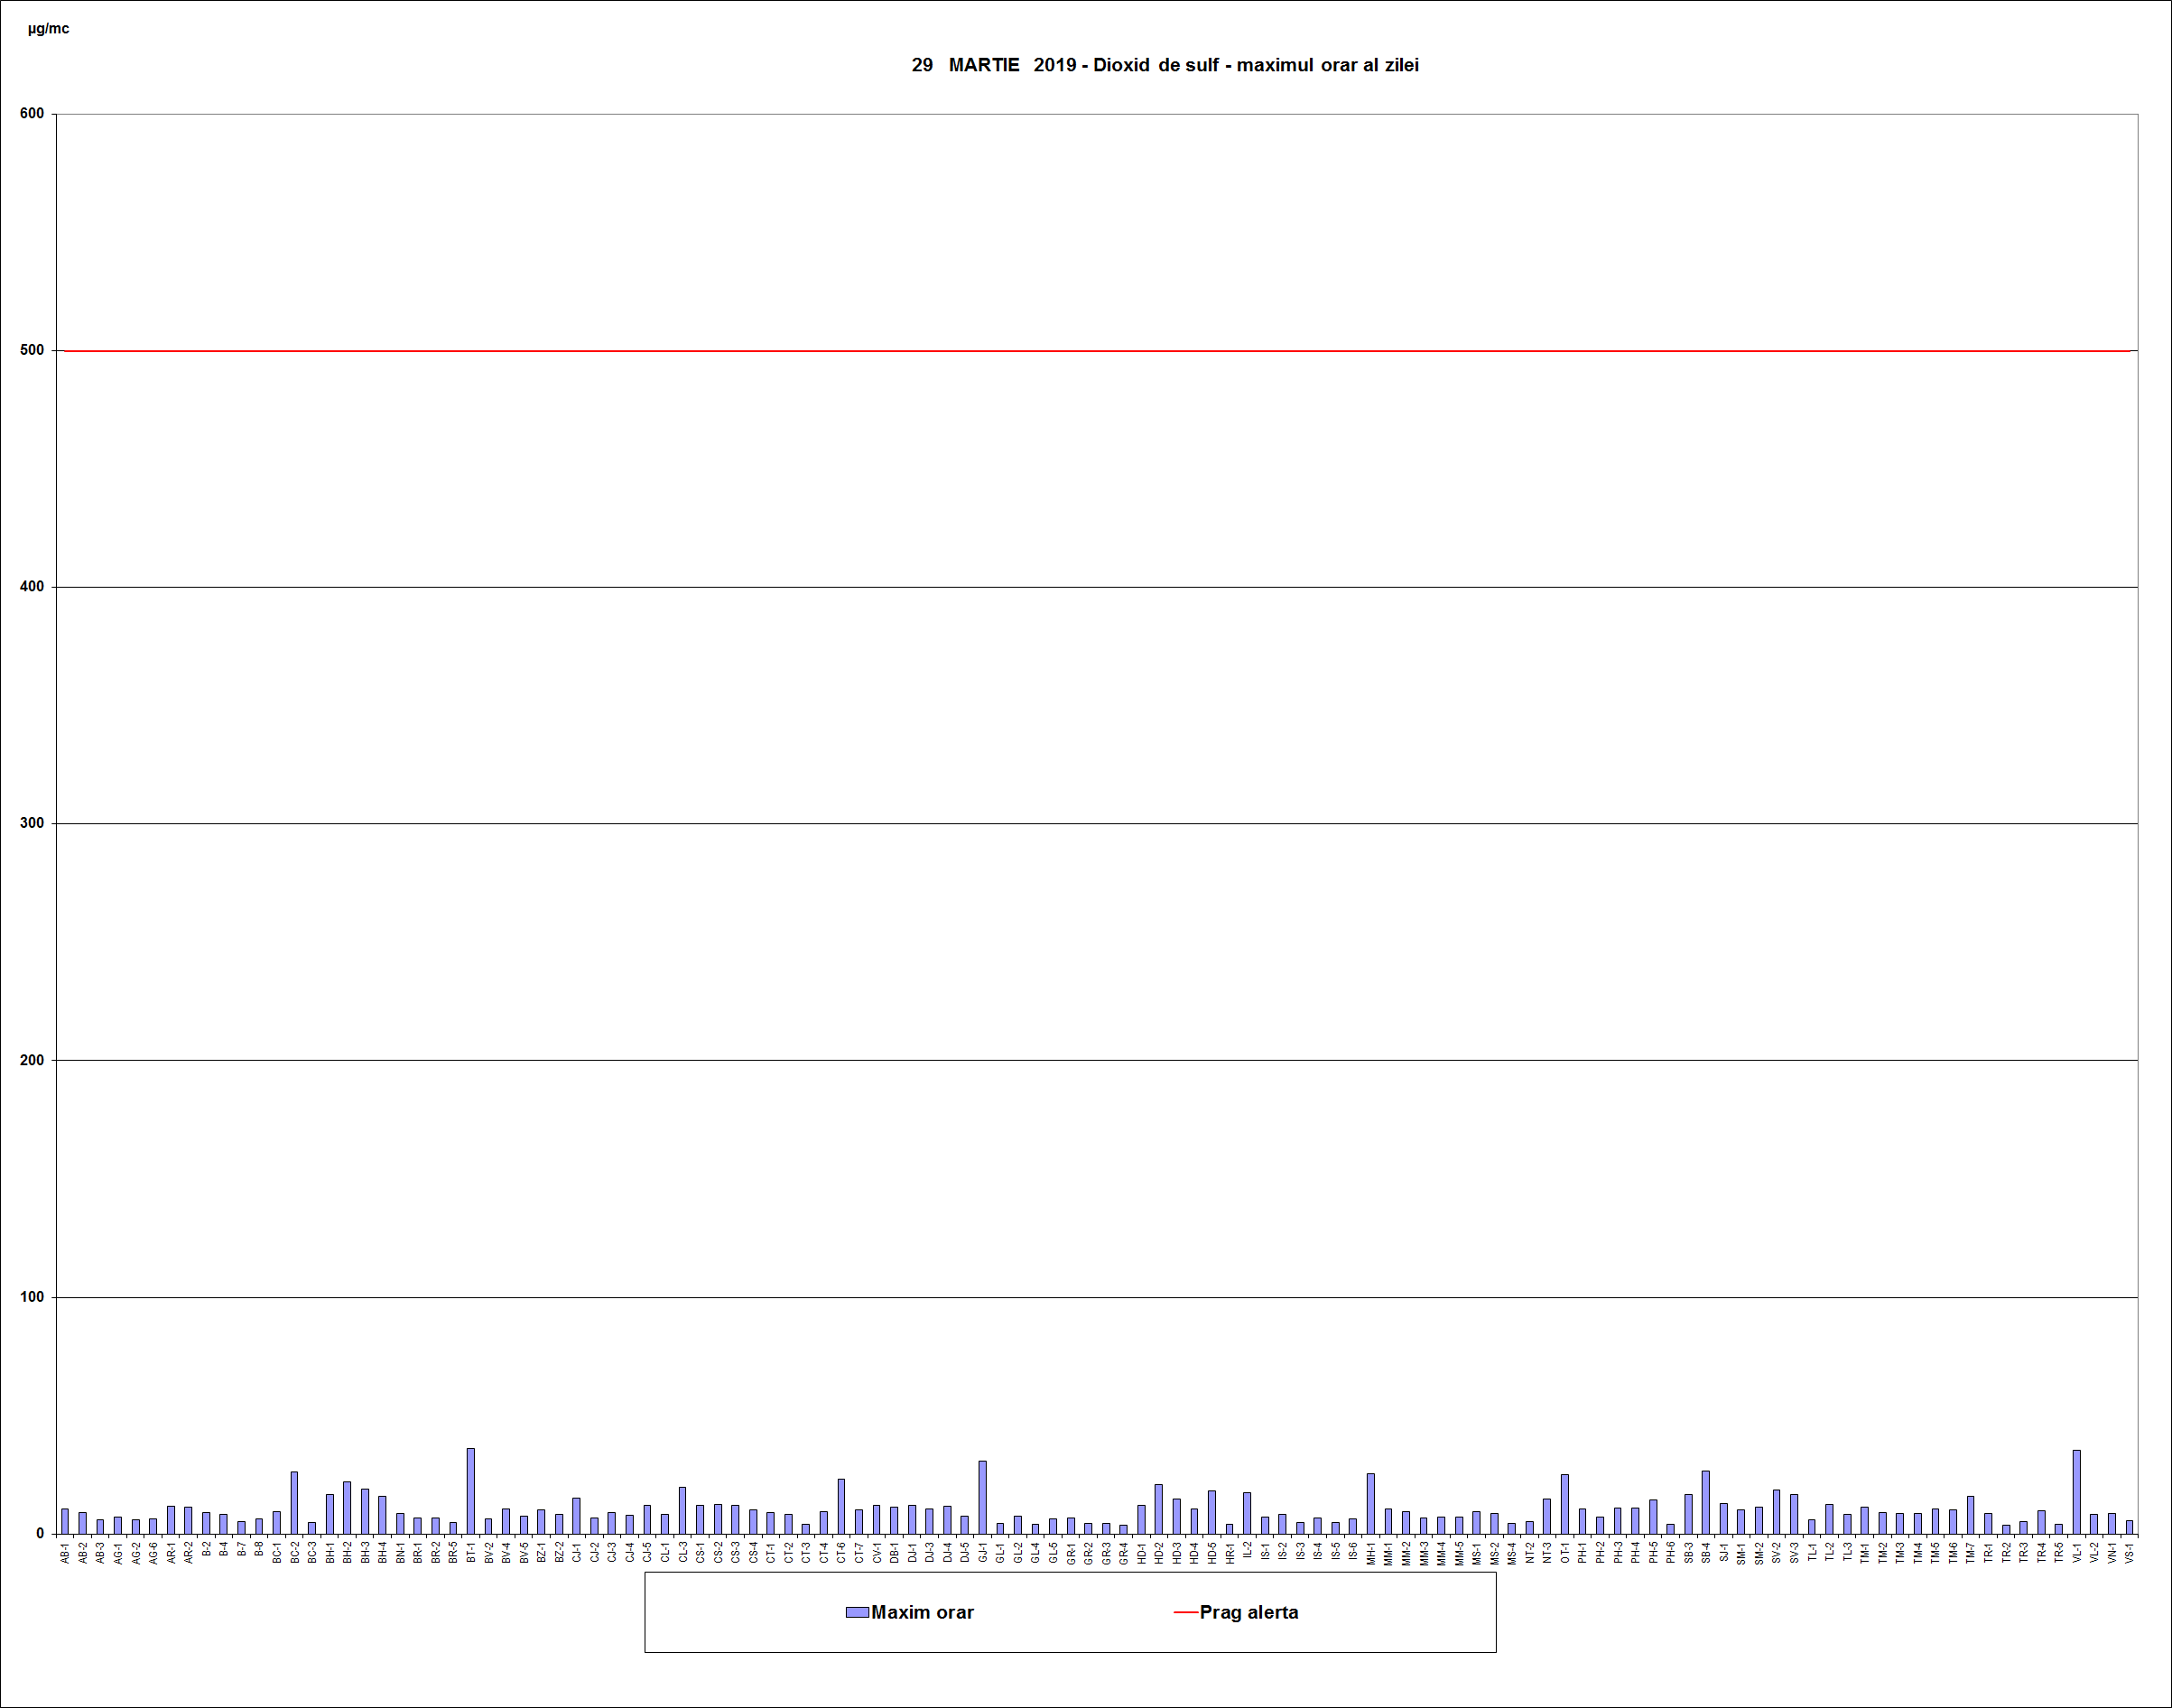 µg/mc
29 MARTIE 2019 - Dioxid de sulf - maximul orar al zilei
600
500
400
300
200
100
0
AB-1 AB-2 AB-3 AG-1 AG-2 AG-6 AR-1 AR-2 B-2 B-4 B-7 B-8 BC-1 BC-2 BC-3 BH-1 BH-2 BH-3 BH-4 BN-1 BR-1 BR-2 BR-5 BT-1 BV-2 BV-4 BV-5 BZ-1 BZ-2 CJ-1 CJ-2 CJ-3 CJ-4 CJ-5 CL-1 CL-3 CS-1 CS-2 CS-3 CS-4 CT-1 CT-2 CT-3 CT-4 CT-6 CT-7 CV-1 DB-1 DJ-1 DJ-3 DJ-4 DJ-5 GJ-1 GL-1 GL-2 GL-4 GL-5 GR-1 GR-2 GR-3 GR-4 HD-1 HD-2 HD-3 HD-4 HD-5 HR-1 IL-2 IS-1 IS-2 IS-3 IS-4 IS-5 IS-6 MH-1 MM-1 MM-2 MM-3 MM-4 MM-5 MS-1 MS-2 MS-4 NT-2 NT-3 OT-1 PH-1 PH-2 PH-3 PH-4 PH-5 PH-6 SB-3 SB-4 SJ-1 SM-1 SM-2 SV-2 SV-3 TL-1 TL-2 TL-3 TM-1 TM-2 TM-3 TM-4 TM-5 TM-6 TM-7 TR-1 TR-2 TR-3 TR-4 TR-5 VL-1 VL-2 VN-1 VS-1
Maxim orar Prag alerta